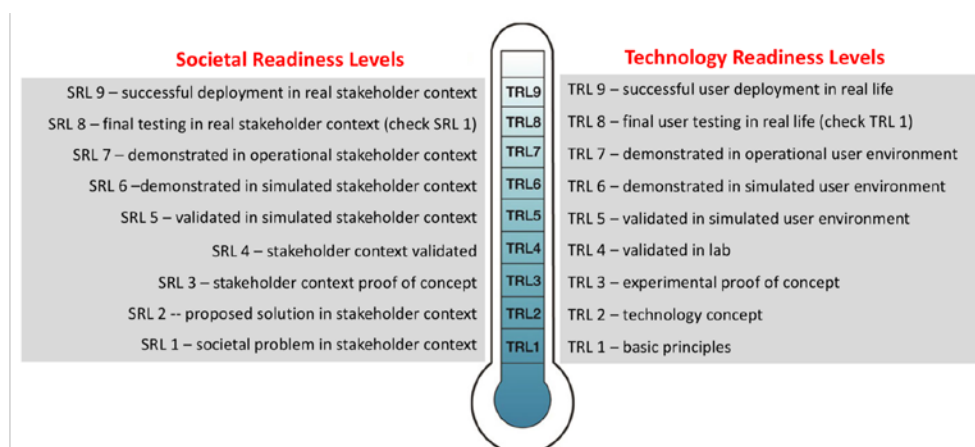 Societal Readiness Levels
SRL 9 – successful deployment in real stakeholder context
SRL 8 – final testing in real stakeholder context (check SRL 1)
SRL 7 – demonstrated in operational stakeholder context
SRL 6 –demonstrated in simulated stakeholder context
SRL 5 – validated in simulated stakeholder context
SRL 4 – stakeholder context validated
SRL 3 – stakeholder context proof of concept
SRL 2 -- proposed solution in stakeholder context
SRL 1 – societal problem in stakeholder context
TRL9
TRL8
TRL7
TRL6
TRL5
TRL4
TRL3
TRL2
TRL1
Technology Readiness Levels
TRL 9 – successful user deployment in real life
TRL 8 – final user testing in real life (check TRL 1)
TRL 7 – demonstrated in operational user environment
TRL 6 – demonstrated in simulated user environment
TRL 5 – validated in simulated user environment
TRL 4 – validated in lab
TRL 3 – experimental proof of concept
TRL 2 – technology concept
TRL 1 – basic principles